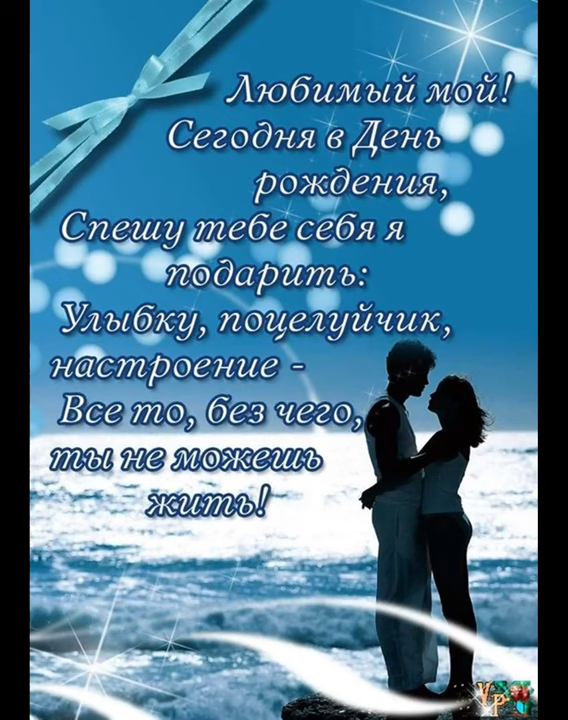 Любимый мой!
Сегодня в День
рождения,
Спешу тебе себя я
подарить:
Улыбку, поцелуйчик,
настроение -
Все то, без чего,
ты не можешь
жить!
УР